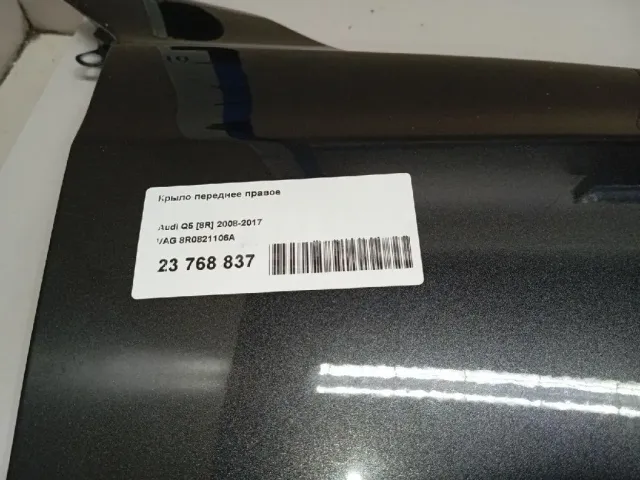 Крыло переднее правое
Audi Q5 [8R] 2008-2017
VAG 8R0821106A
23 768 837